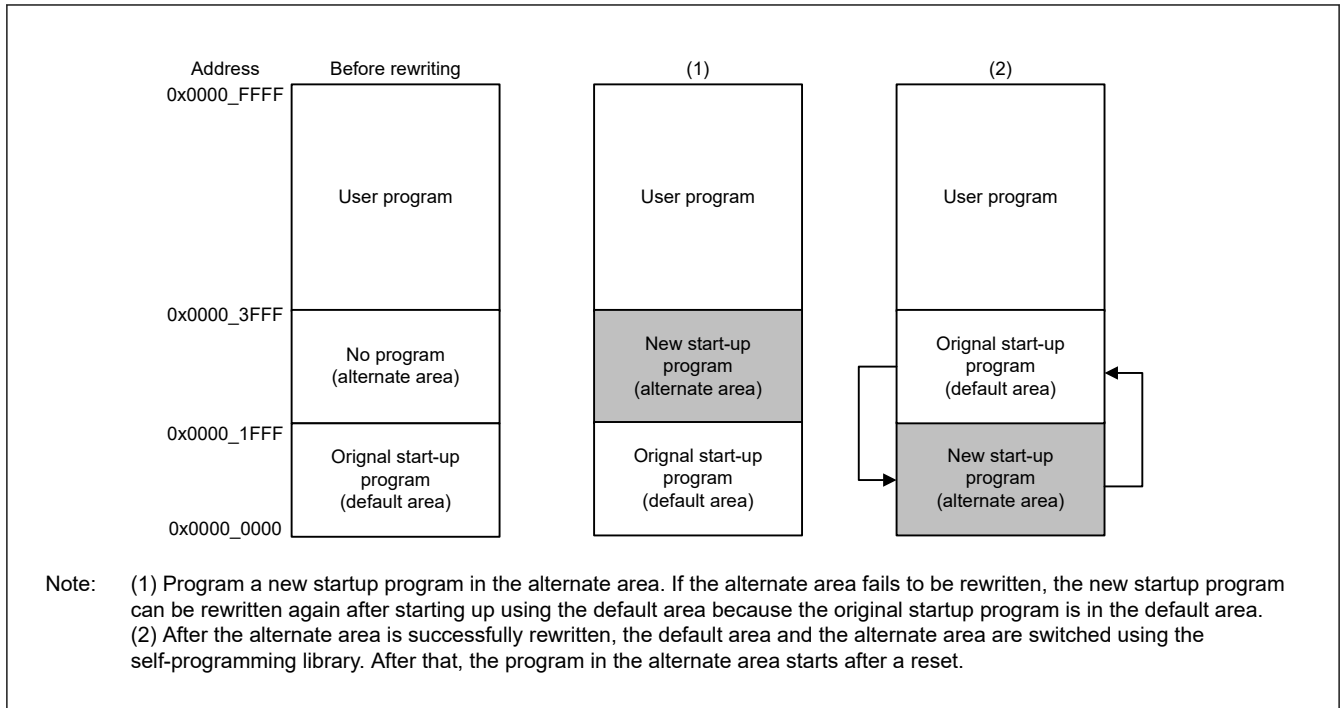 Address Before rewriting (1) (2)
0x0000_FFFF
User program User program User program
0x0000_3FFF
No program
(alternate area)
New start-up
program
(alternate area)
Orignal start-up
program
(default area)
0x0000_1FFF
Orignal start-up
program
(default area)
Orignal start-up
program
(default area)
New start-up
program
(alternate area)
0x0000_0000
Note: (1) Program a new startup program in the alternate area. If the alternate area fails to be rewritten, the new startup program
can be rewritten again after starting up using the default area because the original startup program is in the default area.
(2) After the alternate area is successfully rewritten, the default area and the alternate area are switched using the
self-programming library. After that, the program in the alternate area starts after a reset.